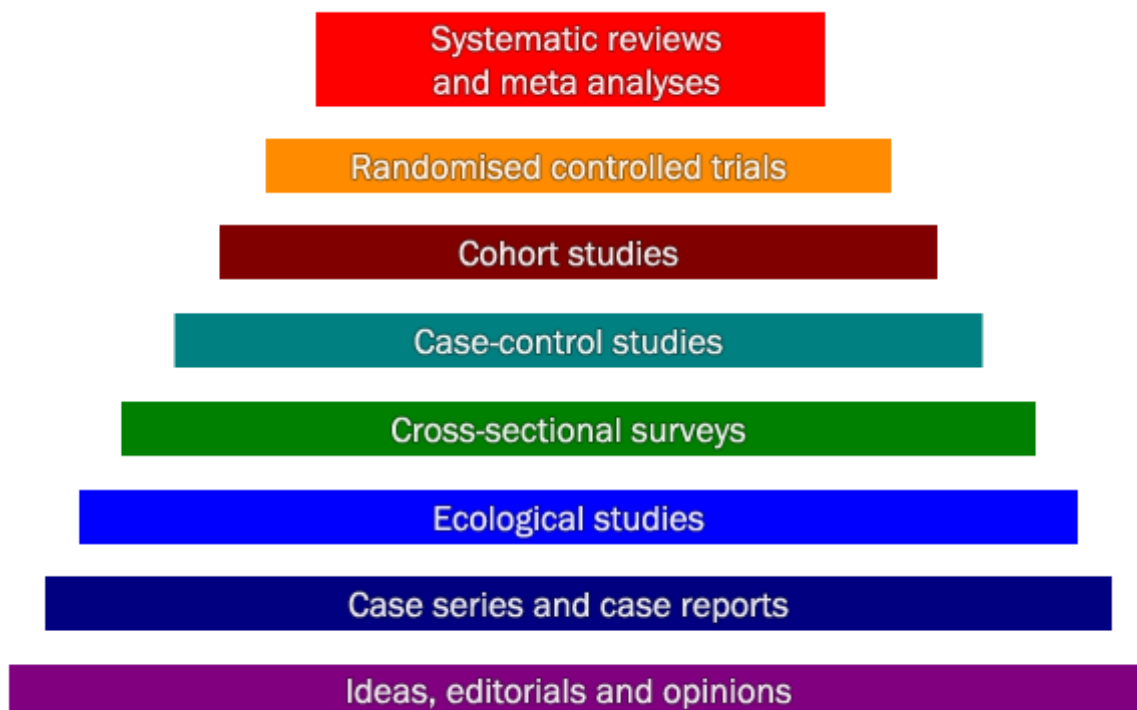 Systematic reviews
and meta analyses
Randomised controlled trials
Cohort studies
Case-control studies
Cross-sectional surveys
Ecological studies
Case series and case reports
Ideas, editorials and opinions